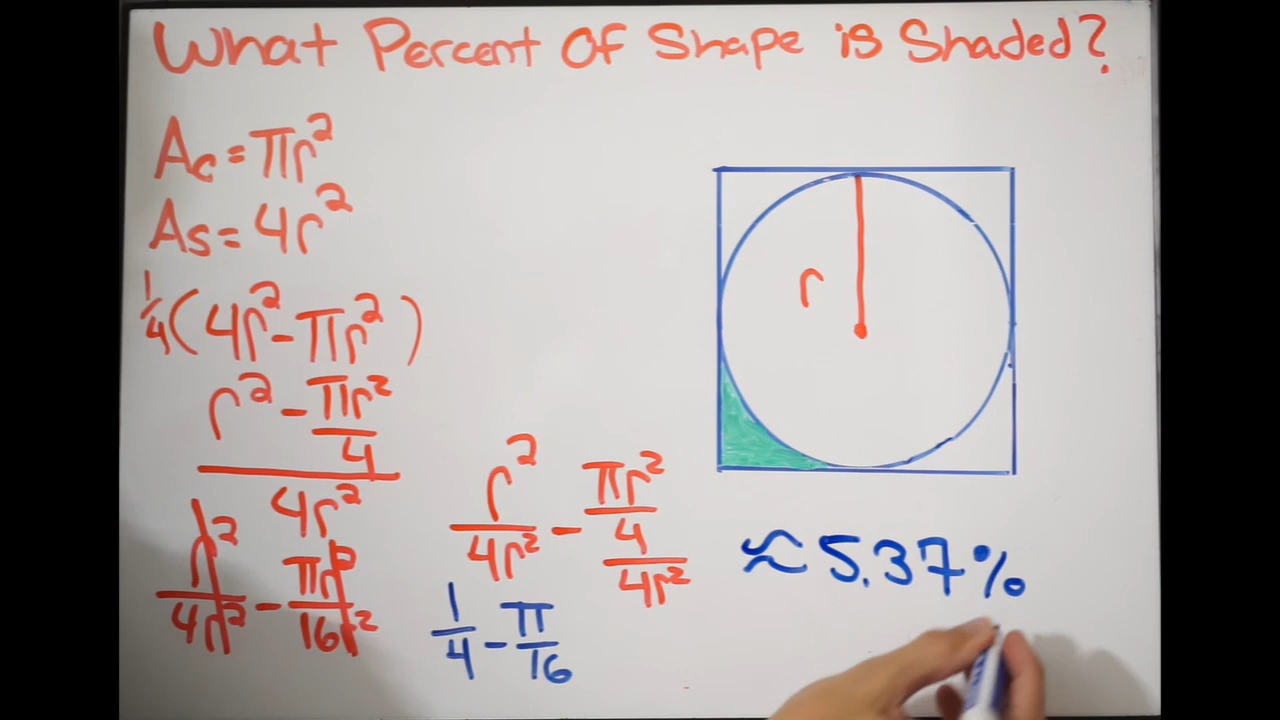 What Percent Of Shape is Shaded?
Ac = πr²
As = 4r²
1/4 (4r² - πr²)
r² - πr²/4
4r²
r²/4r² - πr²/16r²
r²/4r² - πr²/4/4r²
1/4 - π/16
r
≈ 5.37%